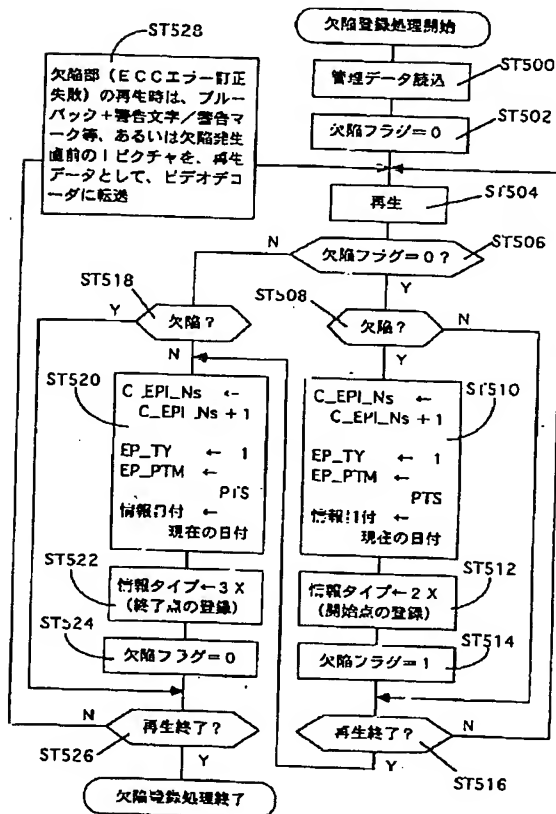 欠陥登録処理開始
ST500
管理データ読込
ST502
欠陥フラグ=0
ST528
欠陥部(ECCエラー訂正
失敗)の再生時は、ブルー
バック+警告文字/警告マ
ーク等、あるいは欠陥発生
直前のIピクチャを、再生
データとして、ビデオデコ
ーダに転送
ST504
再生
ST506
欠陥フラグ=0?
N
Y
ST518
欠陥?
Y
N
ST508
欠陥?
N
Y
ST520
C_EPI_Ns ←
C_EPI_Ns+1
EP_TY ← 1
EP_PTM ←
PTS
情報日付 ←
現在の日付
ST510
C_EPI_Ns ←
C_EPI_Ns+1
EP_TY ← 1
EP_PTM ←
PTS
情報日付 ←
現在の日付
ST522
情報タイプ←3X
(終了点の登録)
ST512
情報タイプ←2X
(開始点の登録)
ST524
欠陥フラグ=0
ST514
欠陥フラグ=1
N
再生終了?
ST526
Y
再生終了?
N
Y
ST516
欠陥登録処理終了